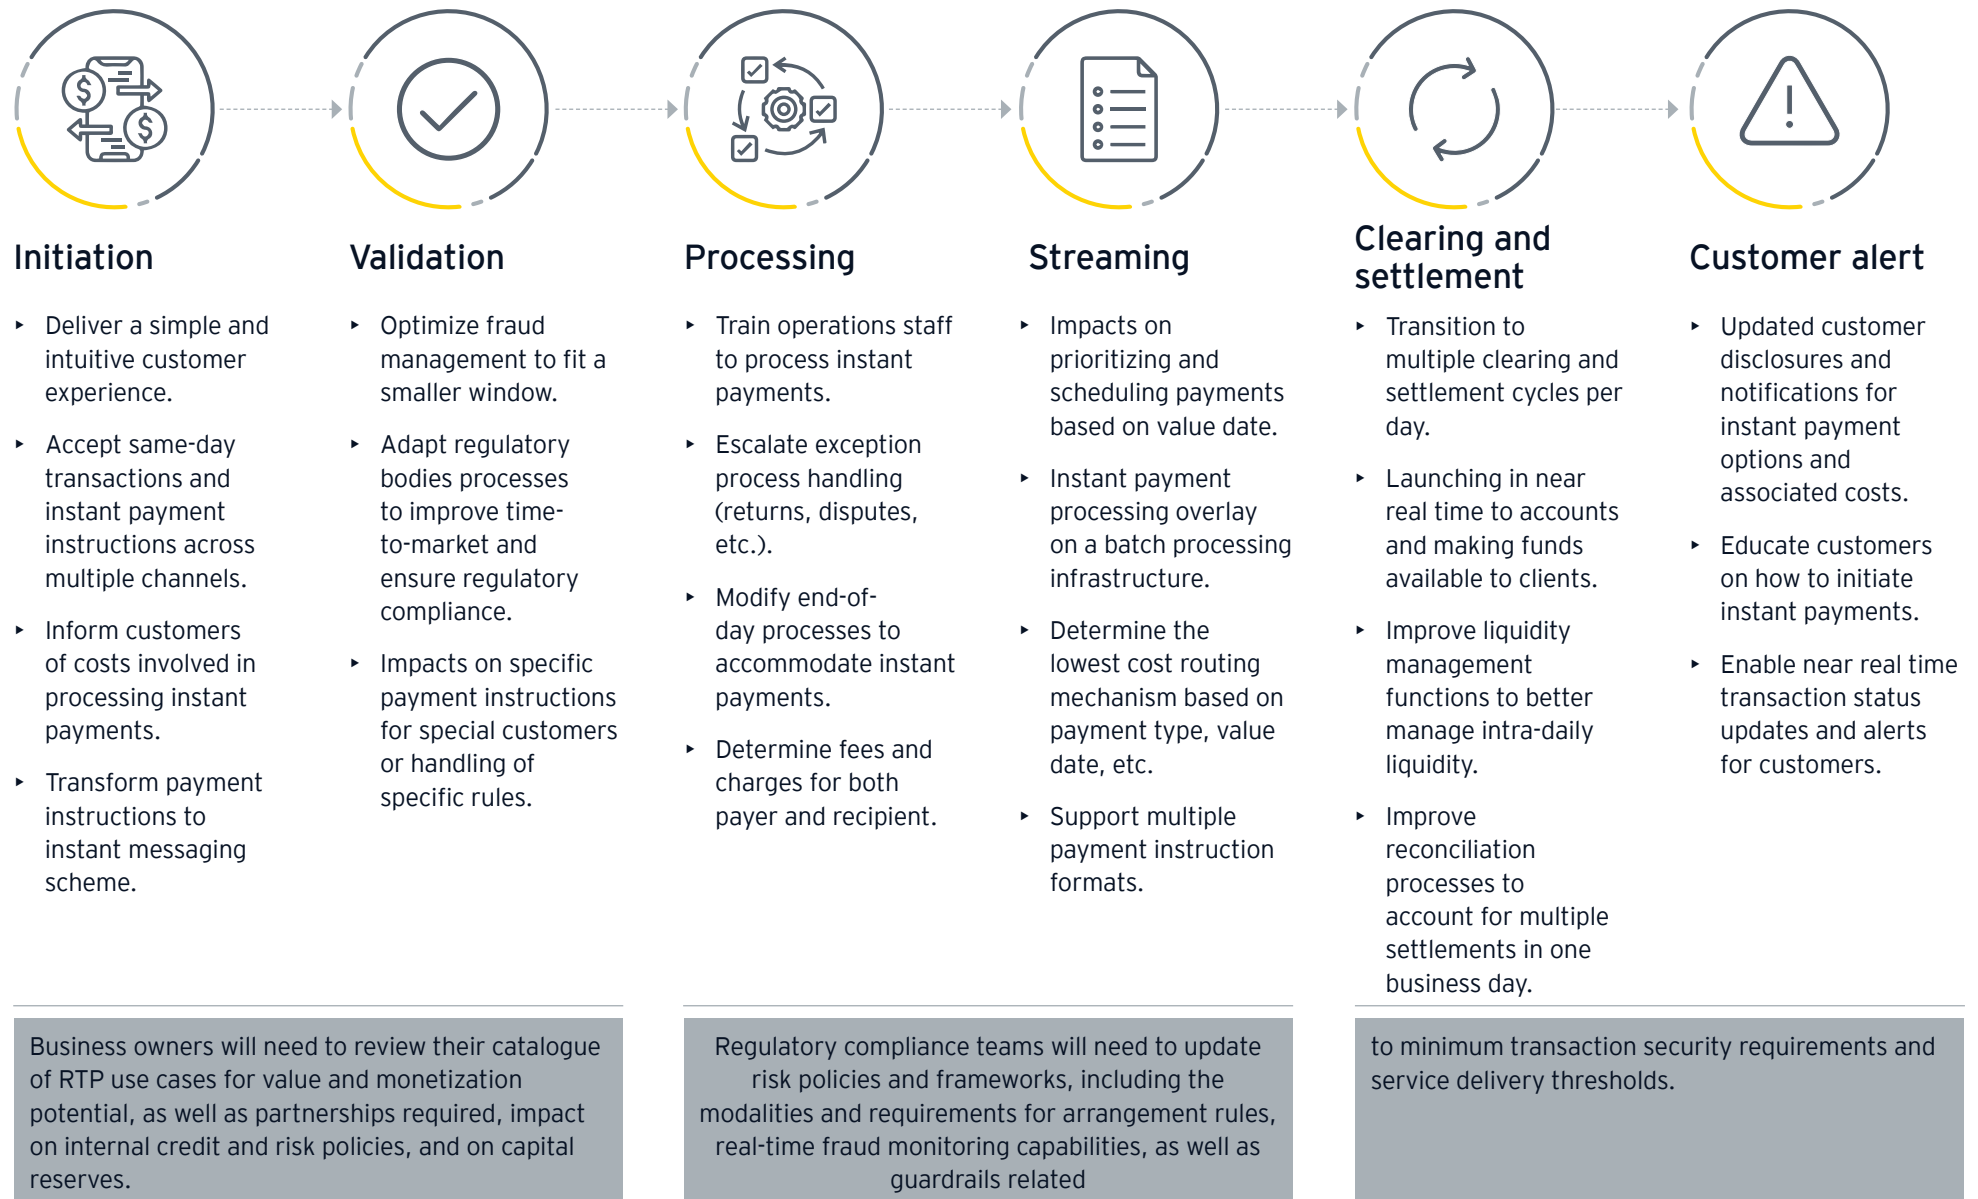 Initiation
▸ Deliver a simple and
intuitive customer
experience.
▸ Accept same-day
transactions and
instant payment
instructions across
multiple channels.
▸ Inform customers
of costs involved in
processing instant
payments.
▸ Transform payment
instructions to
instant messaging
scheme.
Validation
▸ Optimize fraud
management to fit a
smaller window.
▸ Adapt regulatory
bodies processes
to improve time-
to-market and
ensure regulatory
compliance.
▸ Impacts on specific
payment instructions
for special customers
or handling of
specific rules.
Processing
▸ Train operations staff
to process instant
payments.
▸ Escalate exception
process handling
(returns, disputes,
etc.).
▸ Modify end-of-
day processes to
accommodate instant
payments.
▸ Determine fees and
charges for both
payer and recipient.
Streaming
▸ Impacts on
prioritizing and
scheduling payments
based on value date.
▸ Instant payment
processing overlay
on a batch processing
infrastructure.
▸ Determine the
lowest cost routing
mechanism based on
payment type, value
date, etc.
▸ Support multiple
payment instruction
formats.
Clearing and
settlement
▸ Transition to
multiple clearing and
settlement cycles per
day.
▸ Launching in near
real time to accounts
and making funds
available to clients.
▸ Improve liquidity
management
functions to better
manage intra-daily
liquidity.
▸ Improve
reconciliation
processes to
account for multiple
settlements in one
business day.
Customer alert
▸ Updated customer
disclosures and
notifications for
instant payment
options and
associated costs.
▸ Educate customers
on how to initiate
instant payments.
▸ Enable near real time
transaction status
updates and alerts
for customers.
Business owners will need to review their catalogue
of RTP use cases for value and monetization
potential, as well as partnerships required, impact
on internal credit and risk policies, and on capital
reserves.
Regulatory compliance teams will need to update
risk policies and frameworks, including the
modalities and requirements for arrangement rules,
real-time fraud monitoring capabilities, as well as
guardrails related
to minimum transaction security requirements and
service delivery thresholds.